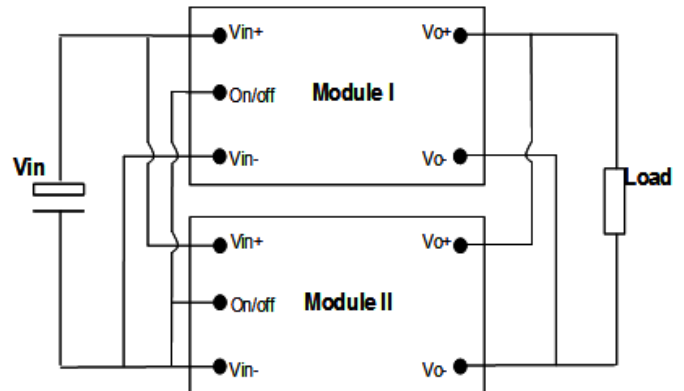 Vin+ Vo+
On/off Module I
Vin- Vo-
Vin
Load
Vin+ Vo+
On/off Module II
Vin- Vo-